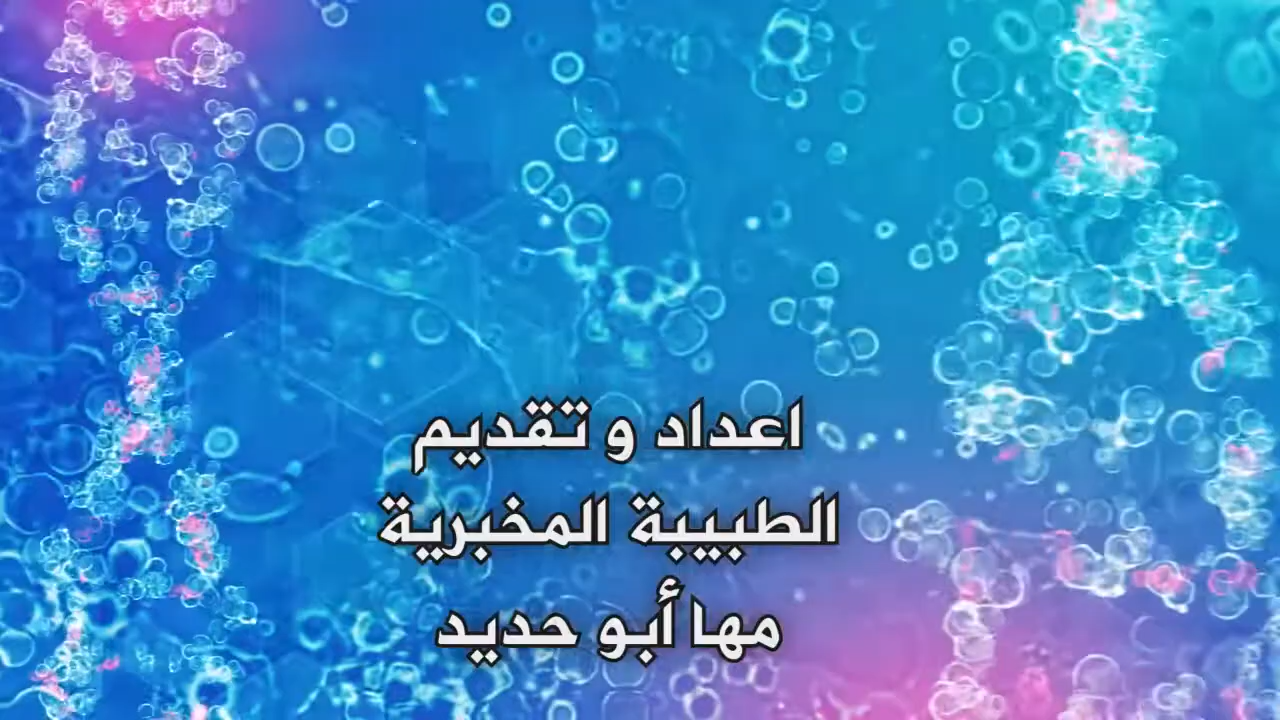 اعداد و تقديم
الطبيبة المخبرية
مها أبو حديد